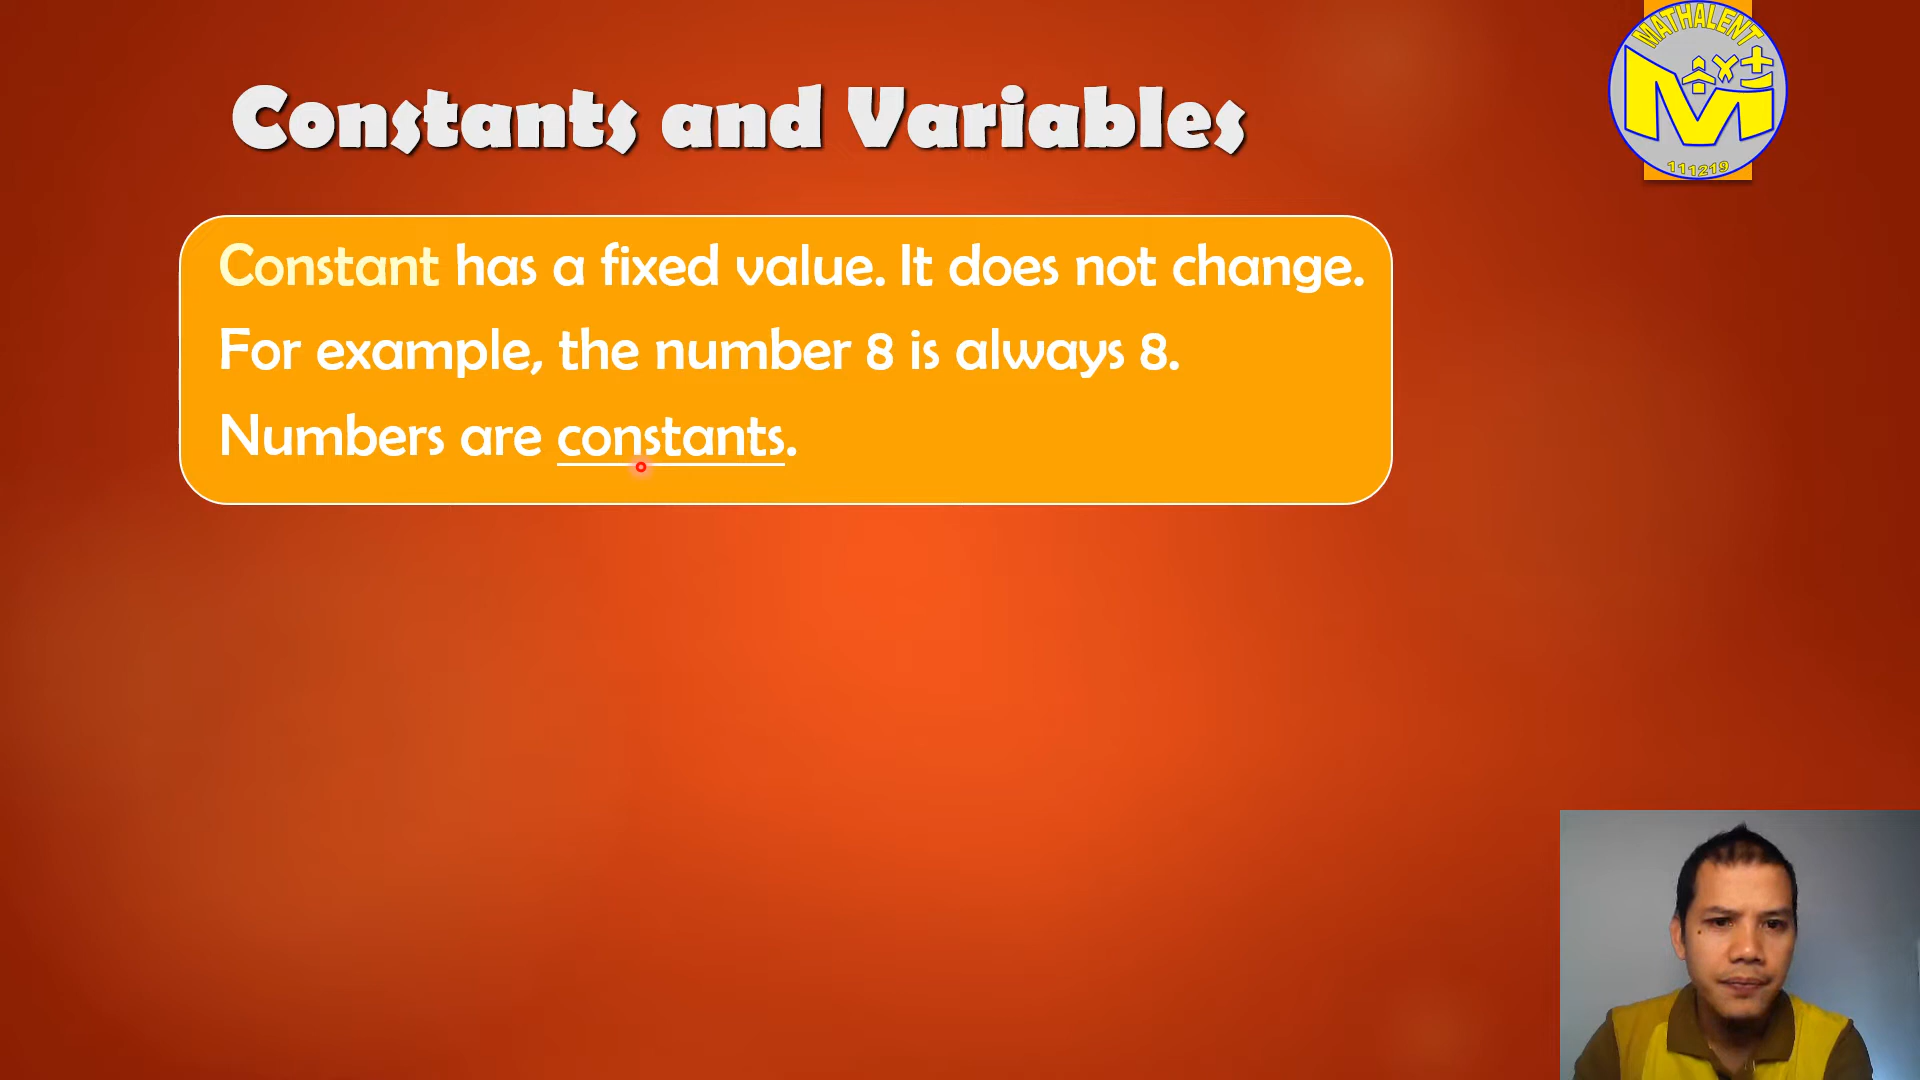 MATHALENT
111219
Constants and Variables
Constant has a fixed value. It does not change.
For example, the number 8 is always 8.
Numbers are constants.